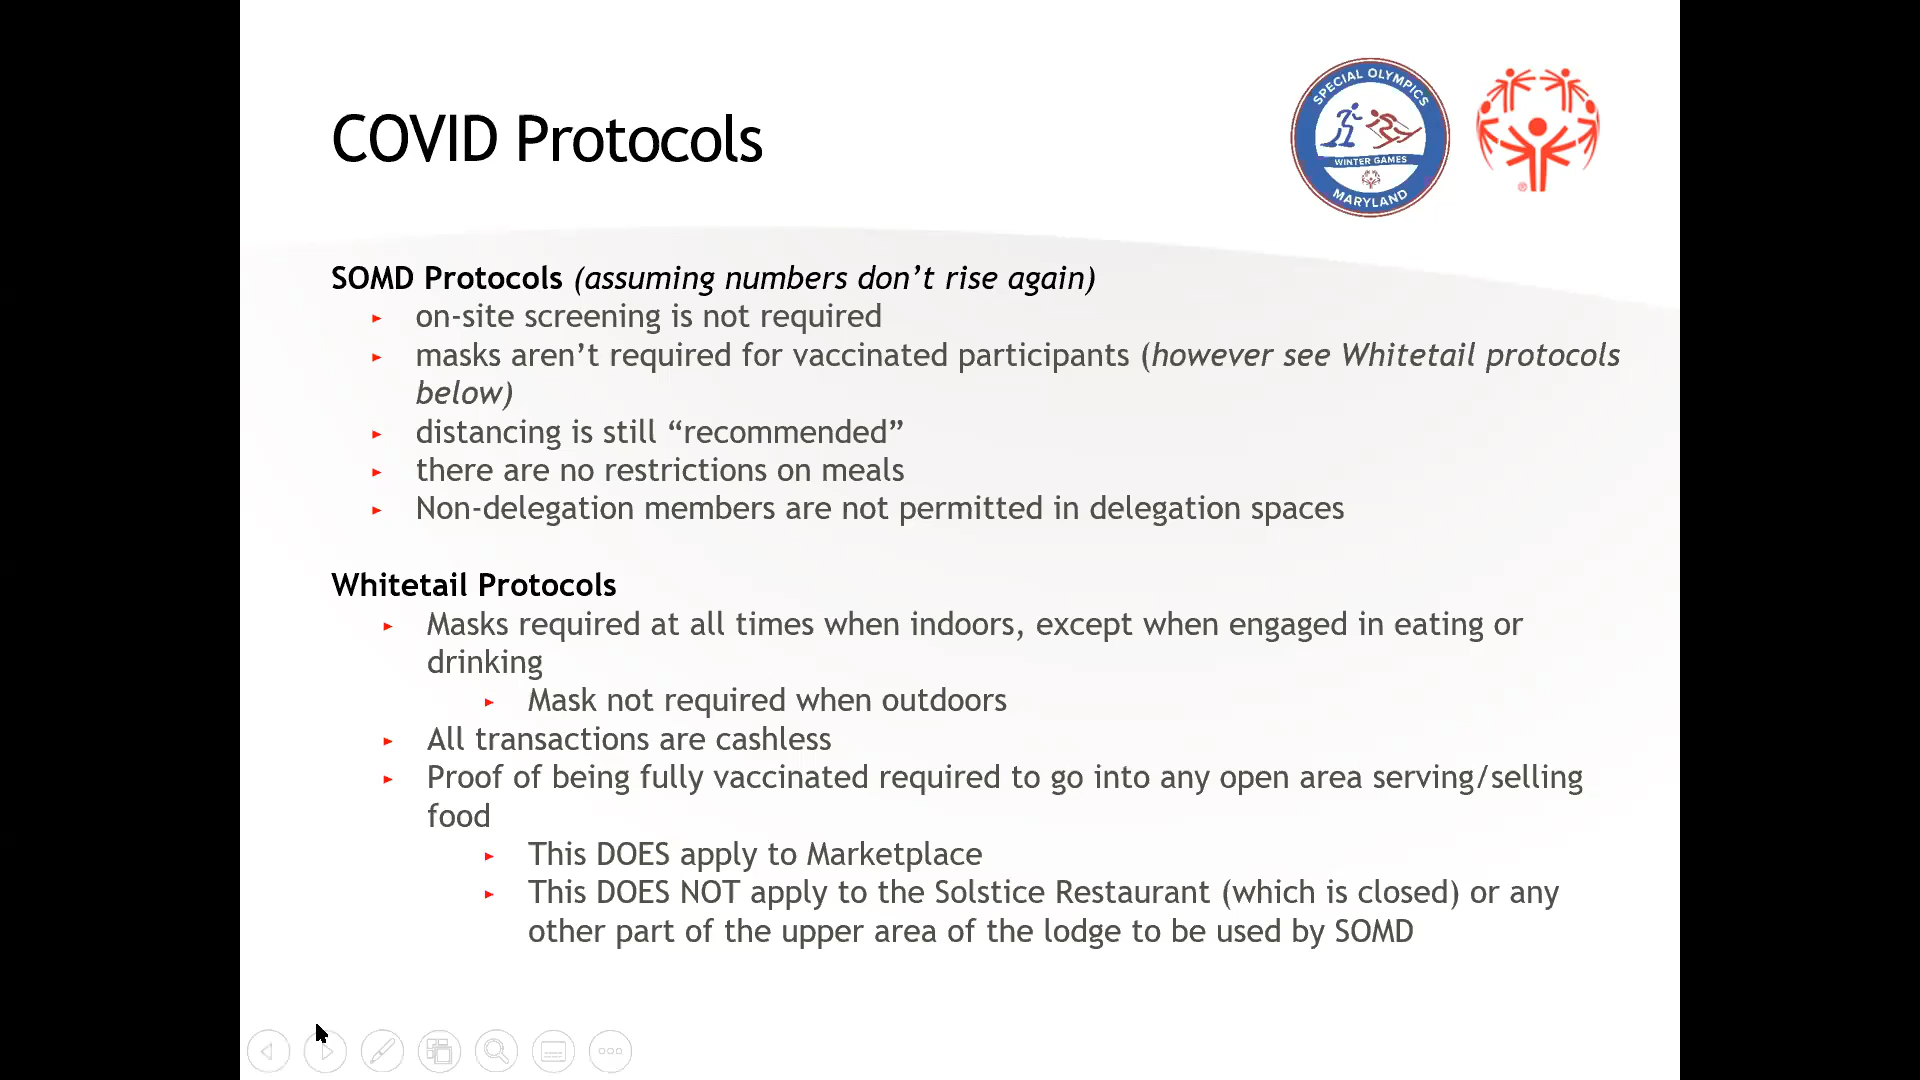 COVID Protocols
SPECIAL OLYMPICS
WINTER GAMES
MARYLAND
®
SOMD Protocols (assuming numbers don’t rise again)
on-site screening is not required
masks aren’t required for vaccinated participants (however see Whitetail protocols
below)
distancing is still “recommended”
there are no restrictions on meals
Non-delegation members are not permitted in delegation spaces
Whitetail Protocols
Masks required at all times when indoors, except when engaged in eating or
drinking
Mask not required when outdoors
All transactions are cashless
Proof of being fully vaccinated required to go into any open area serving/selling
food
This DOES apply to Marketplace
This DOES NOT apply to the Solstice Restaurant (which is closed) or any
other part of the upper area of the lodge to be used by SOMD